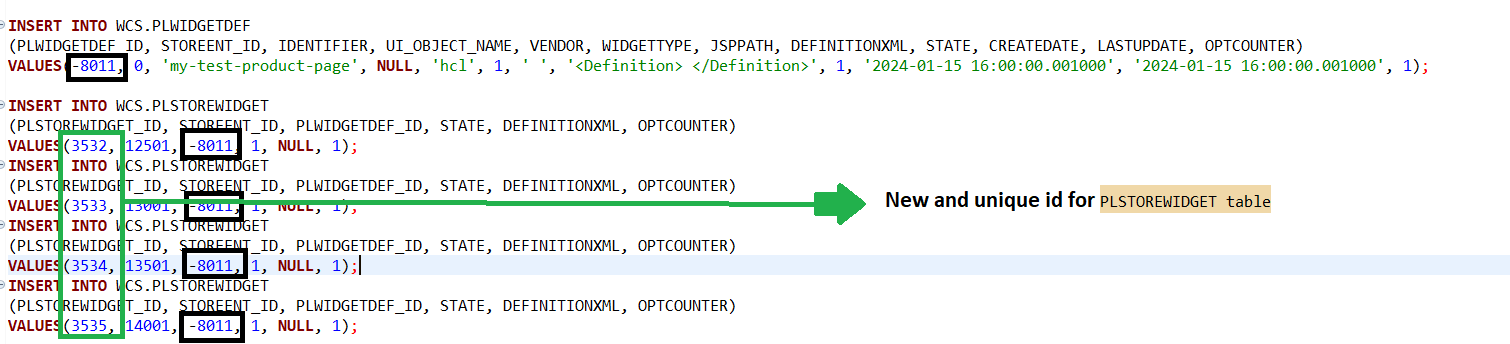 INSERT INTO WCS.PLWIDGETDEF
(PLWIDGETDEF_ID, STOREENT_ID, IDENTIFIER, UI_OBJECT_NAME, VENDOR, WIDGETTYPE, JSPPATH, DEFINITIONXML, STATE, CREATEDATE, LASTUPDATE, OPTCOUNTER)
VALUES(-8011, 0, 'my-test-product-page', NULL, 'hcl', 1, ' ', '<Definition> </Definition>', 1, '2024-01-15 16:00:00.001000', '2024-01-15 16:00:00.001000', 1);
INSERT INTO WCS.PLSTOREWIDGET
(PLSTOREWIDGET_ID, STOREENT_ID, PLWIDGETDEF_ID, STATE, DEFINITIONXML, OPTCOUNTER)
VALUES(3532, 12501, -8011, 1, NULL, 1);
INSERT INTO WCS.PLSTOREWIDGET
(PLSTOREWIDGET_ID, STOREENT_ID, PLWIDGETDEF_ID, STATE, DEFINITIONXML, OPTCOUNTER)
VALUES(3533, 13001, -8011, 1, NULL, 1);
New and unique id for PLSTOREWIDGET table
INSERT INTO WCS.PLSTOREWIDGET
(PLSTOREWIDGET_ID, STOREENT_ID, PLWIDGETDEF_ID, STATE, DEFINITIONXML, OPTCOUNTER)
VALUES(3534, 13501, -8011, 1, NULL, 1);
INSERT INTO WCS.PLSTOREWIDGET
(PLSTOREWIDGET_ID, STOREENT_ID, PLWIDGETDEF_ID, STATE, DEFINITIONXML, OPTCOUNTER)
VALUES(3535, 14001, -8011, 1, NULL, 1);